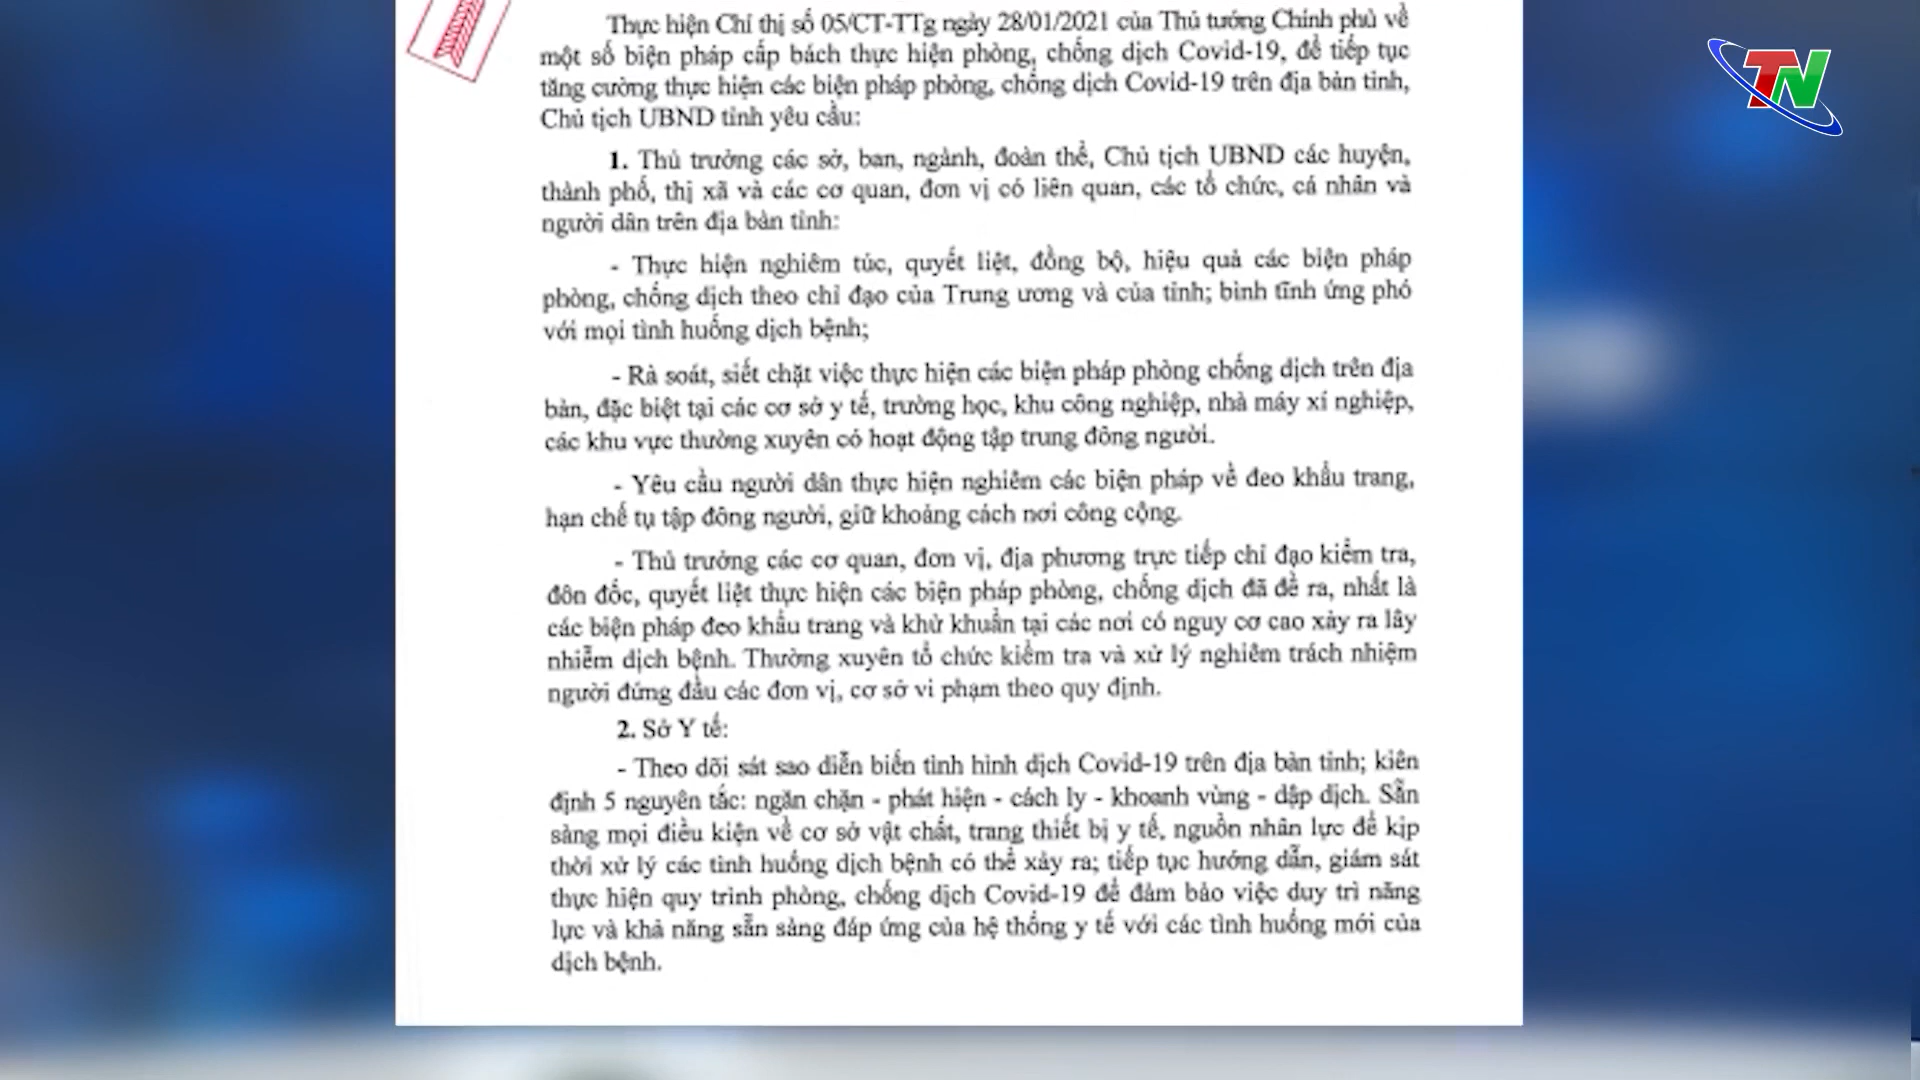 TN
Thực hiện Chỉ thị số 05/CT-TTg ngày 28/01/2021 của Thủ tướng Chính phủ về
một số biện pháp cấp bách thực hiện phòng, chống dịch Covid-19, để tiếp tục
tăng cường thực hiện các biện pháp phòng, chống dịch Covid-19 trên địa bàn tỉnh,
Chủ tịch UBND tỉnh yêu cầu:
1. Thủ trưởng các sở, ban, ngành, đoàn thể, Chủ tịch UBND các huyện,
thành phố, thị xã và các cơ quan, đơn vị có liên quan, các tổ chức, cá nhân và
người dân trên địa bàn tỉnh:
- Thực hiện nghiêm túc, quyết liệt, đồng bộ, hiệu quả các biện pháp
phòng, chống dịch theo chỉ đạo của Trung ương và của tỉnh; bình tĩnh ứng phó
với mọi tình huống dịch bệnh;
- Rà soát, siết chặt việc thực hiện các biện pháp phòng chống dịch trên địa
bàn, đặc biệt tại các cơ sở y tế, trường học, khu công nghiệp, nhà máy xí nghiệp,
các khu vực thường xuyên có hoạt động tập trung đông người.
- Yêu cầu người dân thực hiện nghiêm các biện pháp về đeo khẩu trang,
hạn chế tụ tập đông người, giữ khoảng cách nơi công cộng.
- Thủ trưởng các cơ quan, đơn vị, địa phương trực tiếp chỉ đạo kiểm tra,
đôn đốc, quyết liệt thực hiện các biện pháp phòng, chống dịch đã đề ra, nhất là
các biện pháp đeo khẩu trang và khử khuẩn tại các nơi có nguy cơ cao xảy ra lây
nhiễm dịch bệnh. Thường xuyên tổ chức kiểm tra và xử lý nghiêm trách nhiệm
người đứng đầu các đơn vị, cơ sở vi phạm theo quy định.
2. Sở Y tế:
- Theo dõi sát sao diễn biến tình hình dịch Covid-19 trên địa bàn tỉnh; kiên
định 5 nguyên tắc: ngăn chặn - phát hiện - cách ly - khoanh vùng - dập dịch. Sẵn
sàng mọi điều kiện về cơ sở vật chất, trang thiết bị y tế, nguồn nhân lực để kịp
thời xử lý các tình huống dịch bệnh có thể xảy ra; tiếp tục hướng dẫn, giám sát
thực hiện quy trình phòng, chống dịch Covid-19 để đảm bảo việc duy trì năng
lực và khả năng sẵn sàng đáp ứng của hệ thống y tế với các tình huống mới của
dịch bệnh.